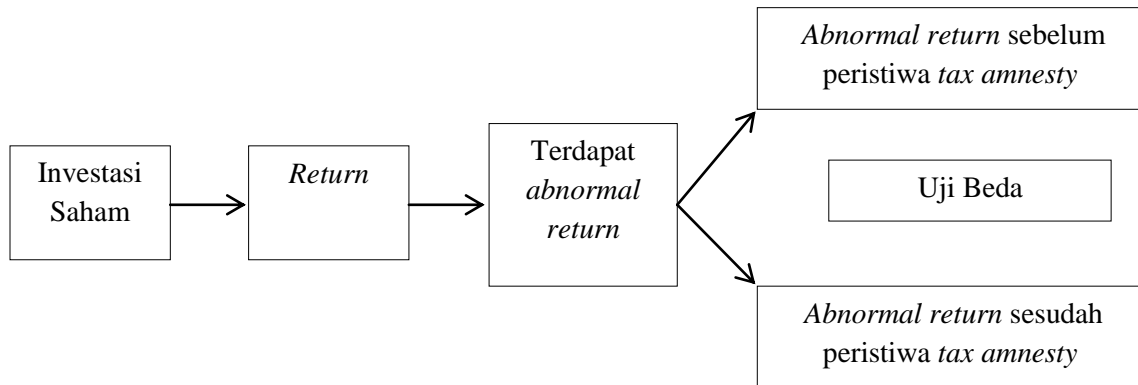 Investasi
Saham
Return
Terdapat
abnormal
return
Abnormal return sebelum
peristiwa tax amnesty
Uji Beda
Abnormal return sesudah
peristiwa tax amnesty